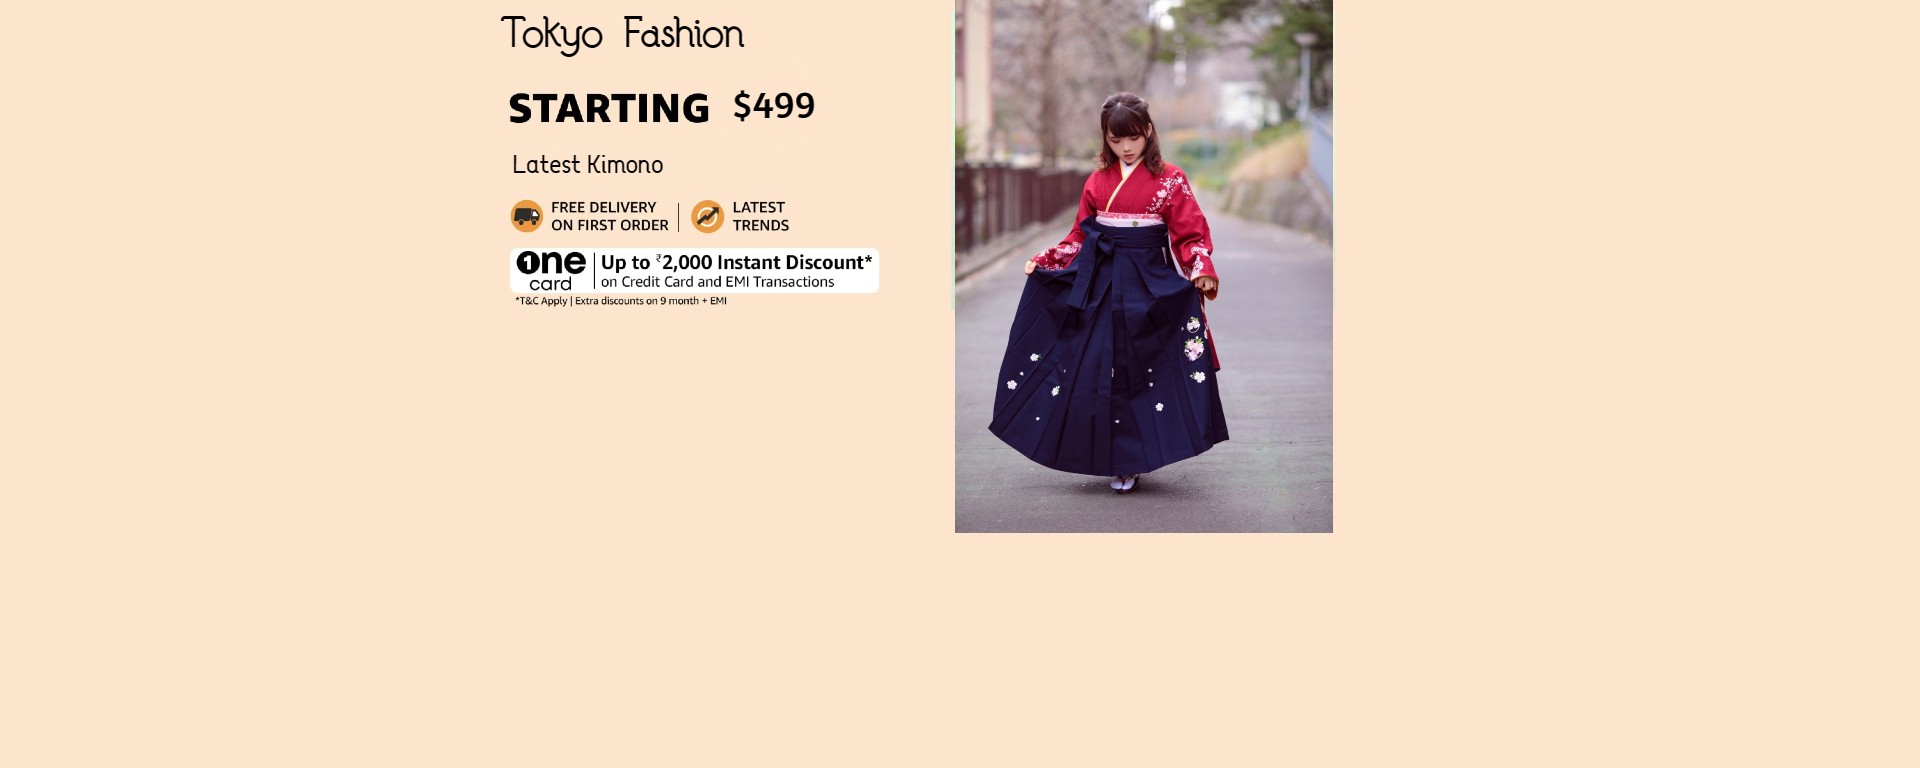 Tokyo Fashion
STARTING $499
Latest Kimono
FREE DELIVERY
ON FIRST ORDER
LATEST
TRENDS
1ne
card
Up to ₹2,000 Instant Discount*
on Credit Card and EMI Transactions
*T&C Apply | Extra discounts on 9 month + EMI